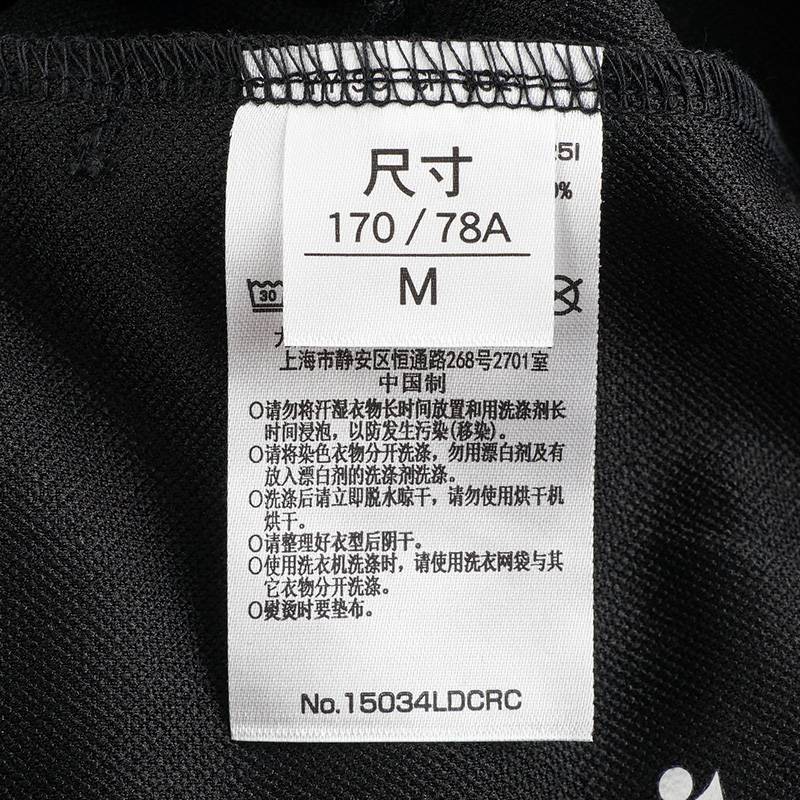 尺寸
170/78A
M
30
上海市静安区恒通路268号2701室
中国制
○请勿将汗湿衣物长时间放置和用洗涤剂长
时间浸泡，以防发生污染(移染)。
○请将染色衣物分开洗涤，勿用漂白剂及有
放入漂白剂的洗涤剂洗涤。
○洗涤后请立即脱水晾干，请勿使用烘干机
烘干。
○请整理好衣型后阴干。
○使用洗衣机洗涤时，请使用洗衣网袋与其
它衣物分开洗涤。
○熨烫时要垫布。
No.15034LDCRC